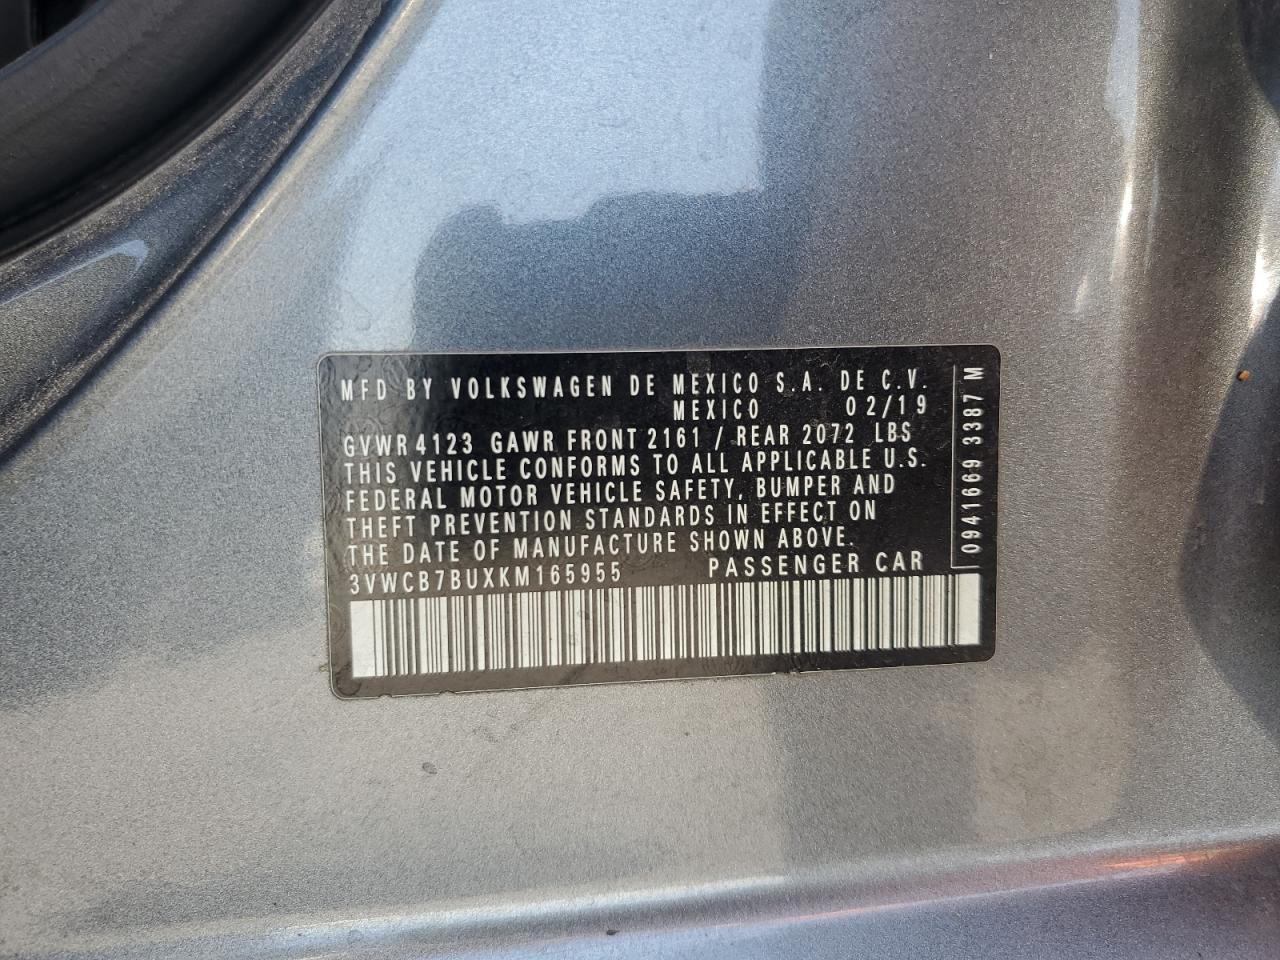 MFD BY VOLKSWAGEN DE MEXICO S.A. DE C.V.
MEXICO 02/19
GVWR 4123 GAWR FRONT 2161 / REAR 2072 LBS
THIS VEHICLE CONFORMS TO ALL APPLICABLE U.S.
FEDERAL MOTOR VEHICLE SAFETY, BUMPER AND
THEFT PREVENTION STANDARDS IN EFFECT ON
THE DATE OF MANUFACTURE SHOWN ABOVE.
3VWCB7BUXKM165955 PASSENGER CAR
0941669 3387 M